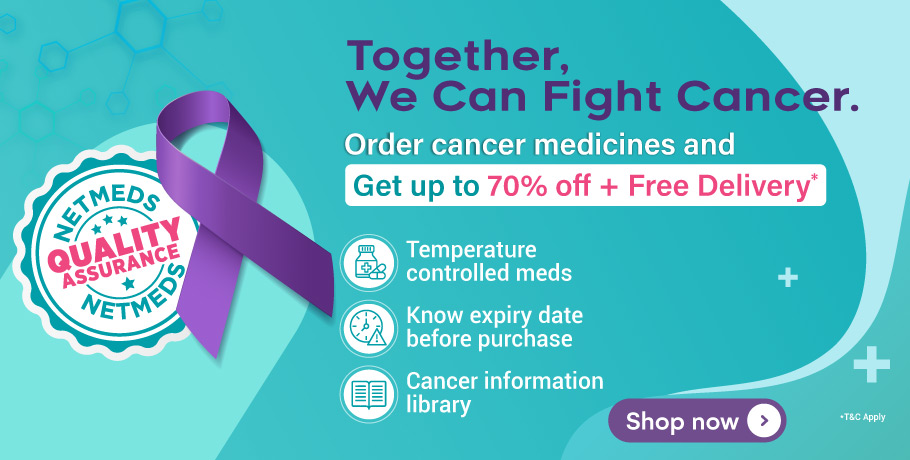 NETMEDS
QUALITY
ASSURANCE
NETMEDS
Together,
We Can Fight Cancer.
Order cancer medicines and
Get up to 70% off + Free Delivery*
Temperature
controlled meds
Know expiry date
before purchase
Cancer information
library
Shop now
*T&C Apply